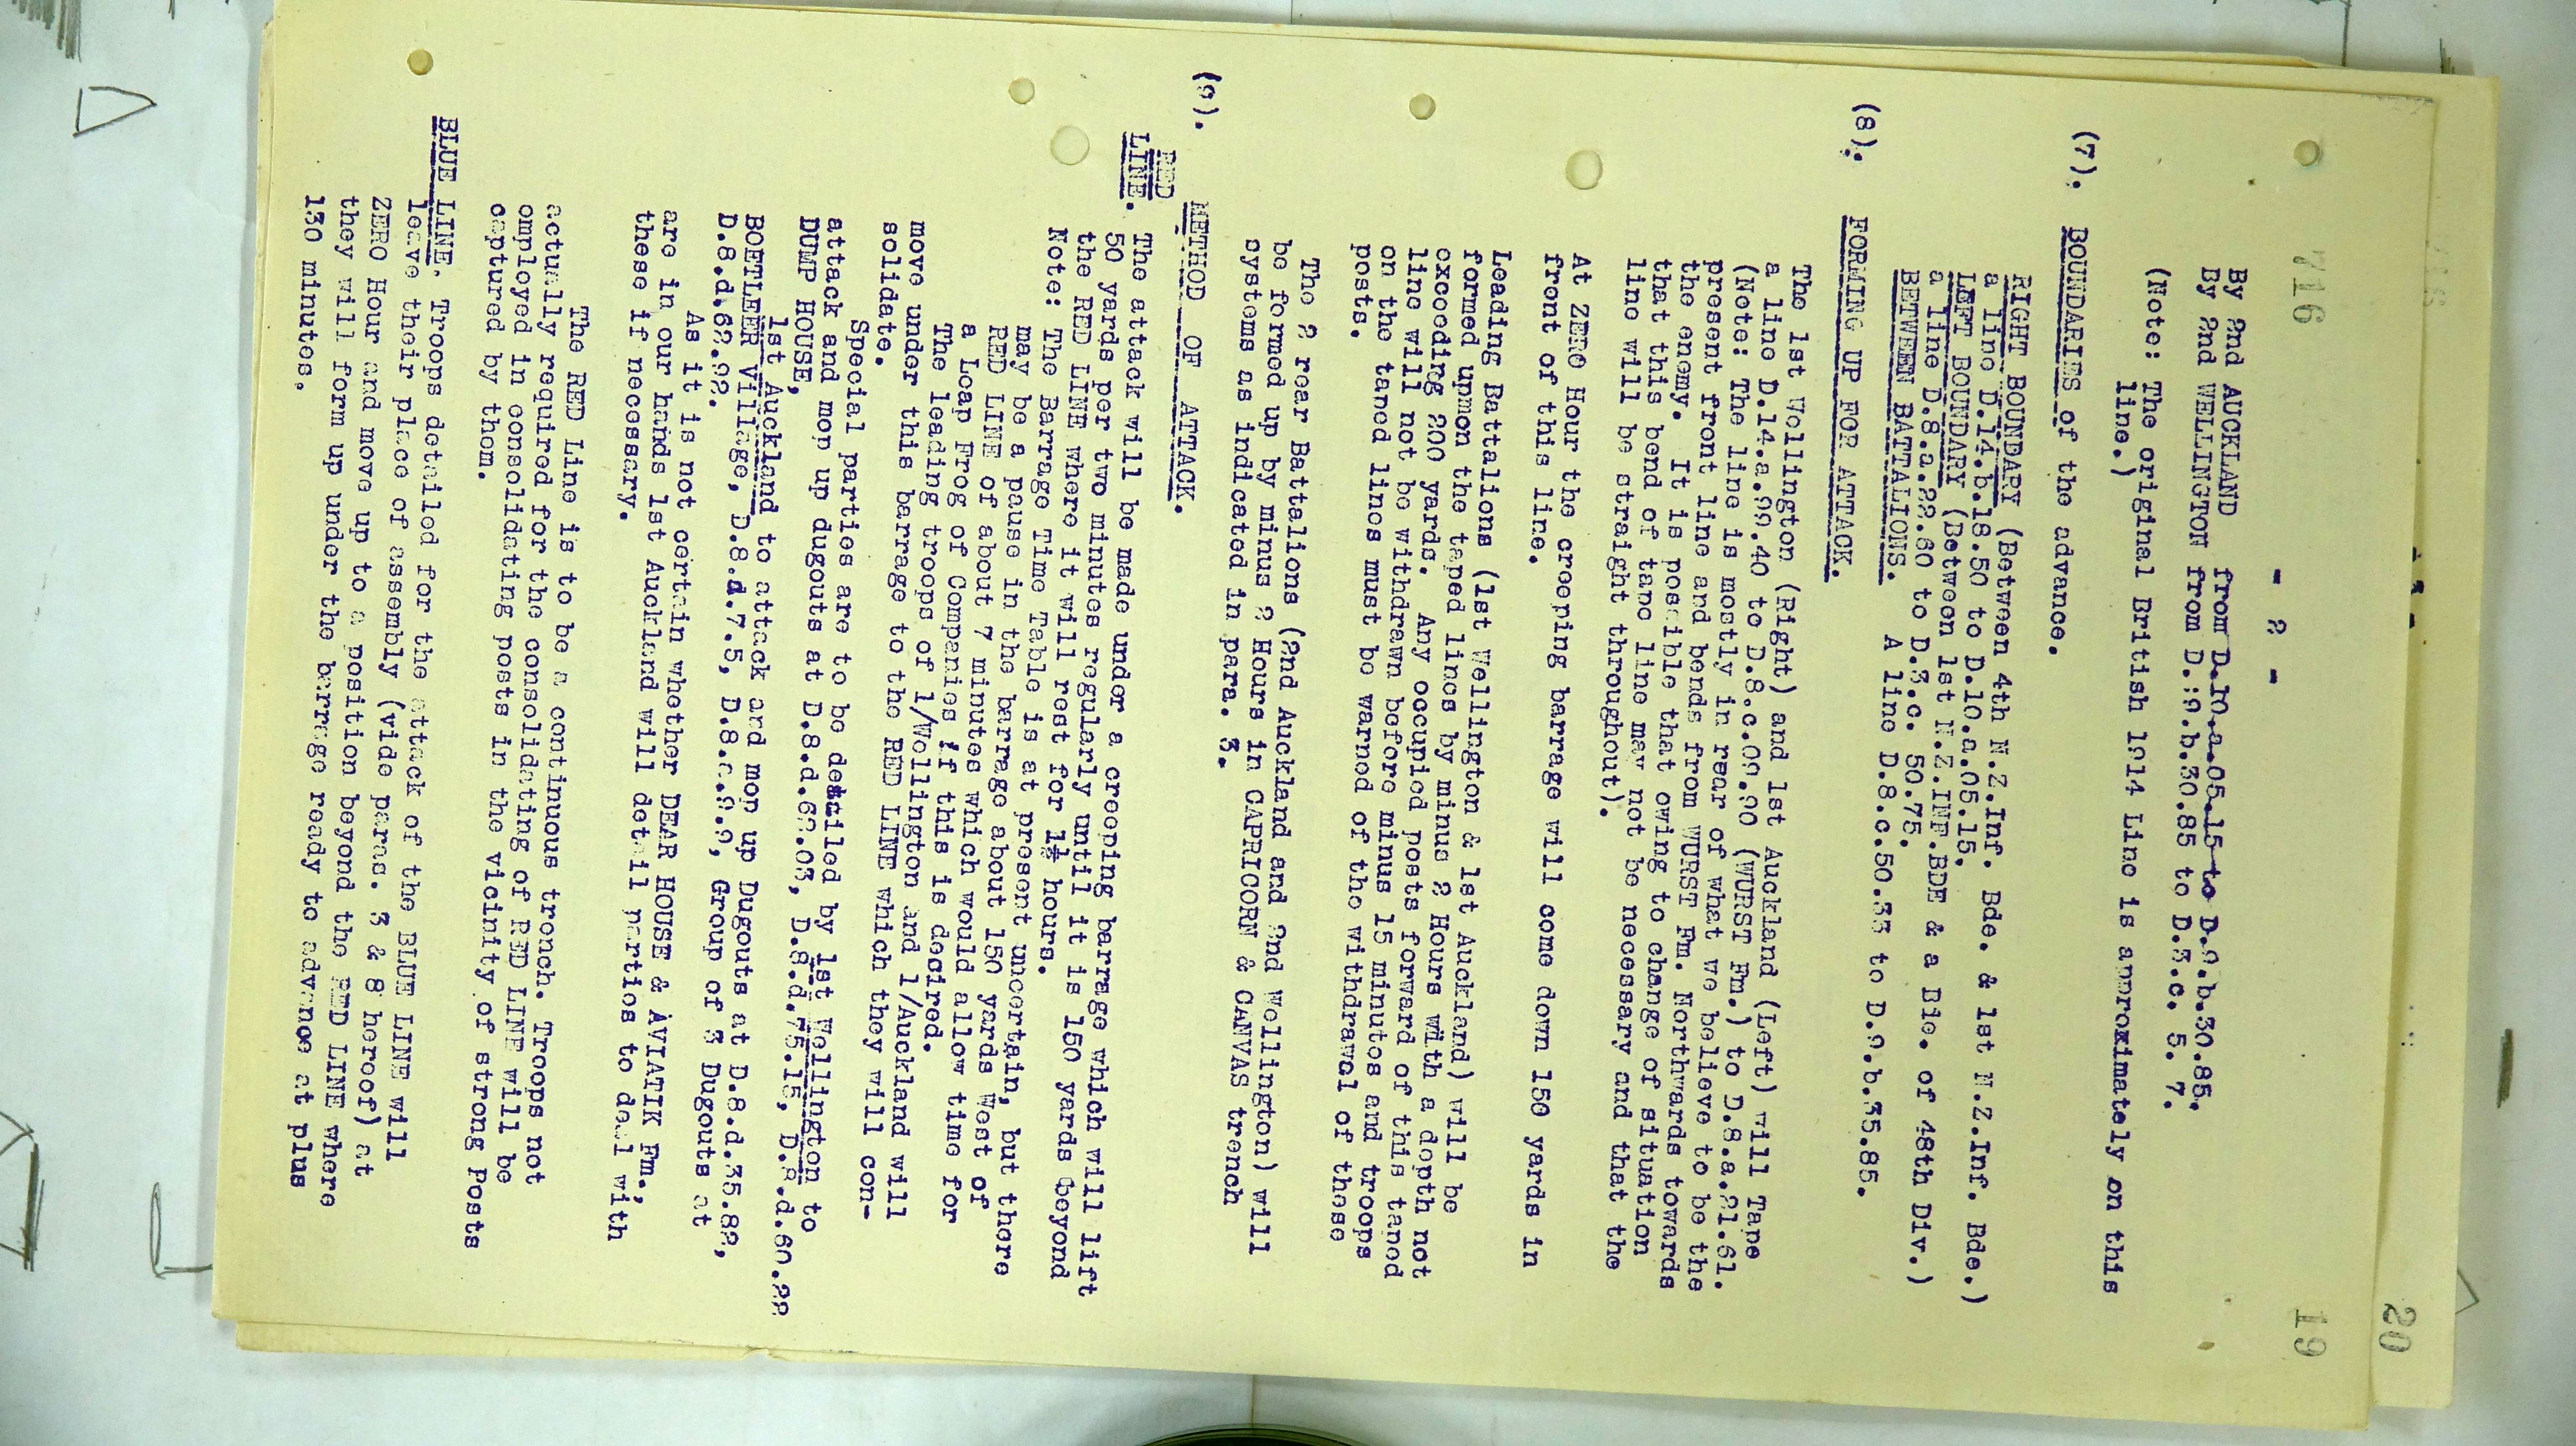 716
19
20
- 2 -
By 2nd AUCKLAND from D.10.a.05.15 to D.9.b.30.85.
By 2nd WELLINGTON from D.9.b.30.85 to D.3.c. 5.7.
(Note: The original British 1914 Line is approximately on this
line.)
(7). BOUNDARIES of the advance.
RIGHT BOUNDARY (Between 4th N.Z.Inf. Bde. & 1st N.Z.Inf. Bde.)
a line D.14.b.18.50 to D.10.a.05.15.
LEFT BOUNDARY (Between 1st N.Z.INF.BDE & a Bde. of 48th Div.)
a line D.8.a.22.60 to D.3.c. 50.75.
BETWEEN BATTALIONS. A line D.8.c.50.33 to D.9.b.35.85.
(8). FORMING UP FOR ATTACK.
The 1st Wellington (Right) and 1st Auckland (Left) will Tape
a line D.14.a.99.40 to D.8.c.09.90 (WURST Fm.) to D.8.a.21.61.
(Note: The line is mostly in rear of what we believe to be the
present front line and bends from WURST Fm. Northwards towards
the enemy. It is possible that owing to change of situation
that this bend of tape line may not be necessary and that the
line will be straight throughout).
At ZERO Hour the creeping barrage will come down 150 yards in
front of this line.
Leading Battalions (1st Wellington & 1st Auckland) will be
formed upmon the taped lines by minus 2 Hours with a depth not
exceeding 200 yards. Any occupied posts forward of this taped
line will not be withdrawn before minus 15 minutes and troops
on the taped lines must be warned of the withdrawal of these
posts.
The 2 rear Battalions (2nd Auckland and 2nd Wellington) will
be formed up by minus 2 Hours in CAPRICORN & CANVAS trench
systems as indicated in para. 3.
(9). METHOD OF ATTACK.
RED
LINE. The attack will be made under a creeping barrage which will lift
50 yards per two minutes regularly until it is 150 yards beyond
the RED LINE where it will rest for 1½ hours.
Note: The Barrage Time Table is at present uncertain, but there
may be a pause in the barrage about 150 yards West of
RED LINE of about 7 minutes which would allow time for
a Leap Frog of Companies if this is desired.
The leading troops of 1/Wellington and 1/Auckland will
move under this barrage to the RED LINE which they will con-
solidate.
Special parties are to be detailed by 1st Wellington to
attack and mop up dugouts at D.8.d.62.03, D.8.d.75.15, D.8.d.60.22
DUMP HOUSE,
1st Auckland to attack and mop up Dugouts at D.8.d.35.82,
BOETLEER Village, D.8.d.7.5, D.8.c.9.9, Group of 3 Dugouts at
D.8.d.62.92.
As it is not certain whether DEAR HOUSE & AVIATIK Fm.,
are in our hands 1st Auckland will detail parties to deal with
these if necessary.
The RED Line is to be a continuous trench. Troops not
actually required for the consolidating of RED LINE will be
employed in consolidating posts in the vicinity of strong Posts
captured by them.
BLUE LINE. Troops detailed for the attack of the BLUE LINE will
leave their place of assembly (vide paras. 3 & 8 hereof) at
ZERO Hour and move up to a position beyond the RED LINE where
they will form up under the barrage ready to advance at plus
130 minutes.